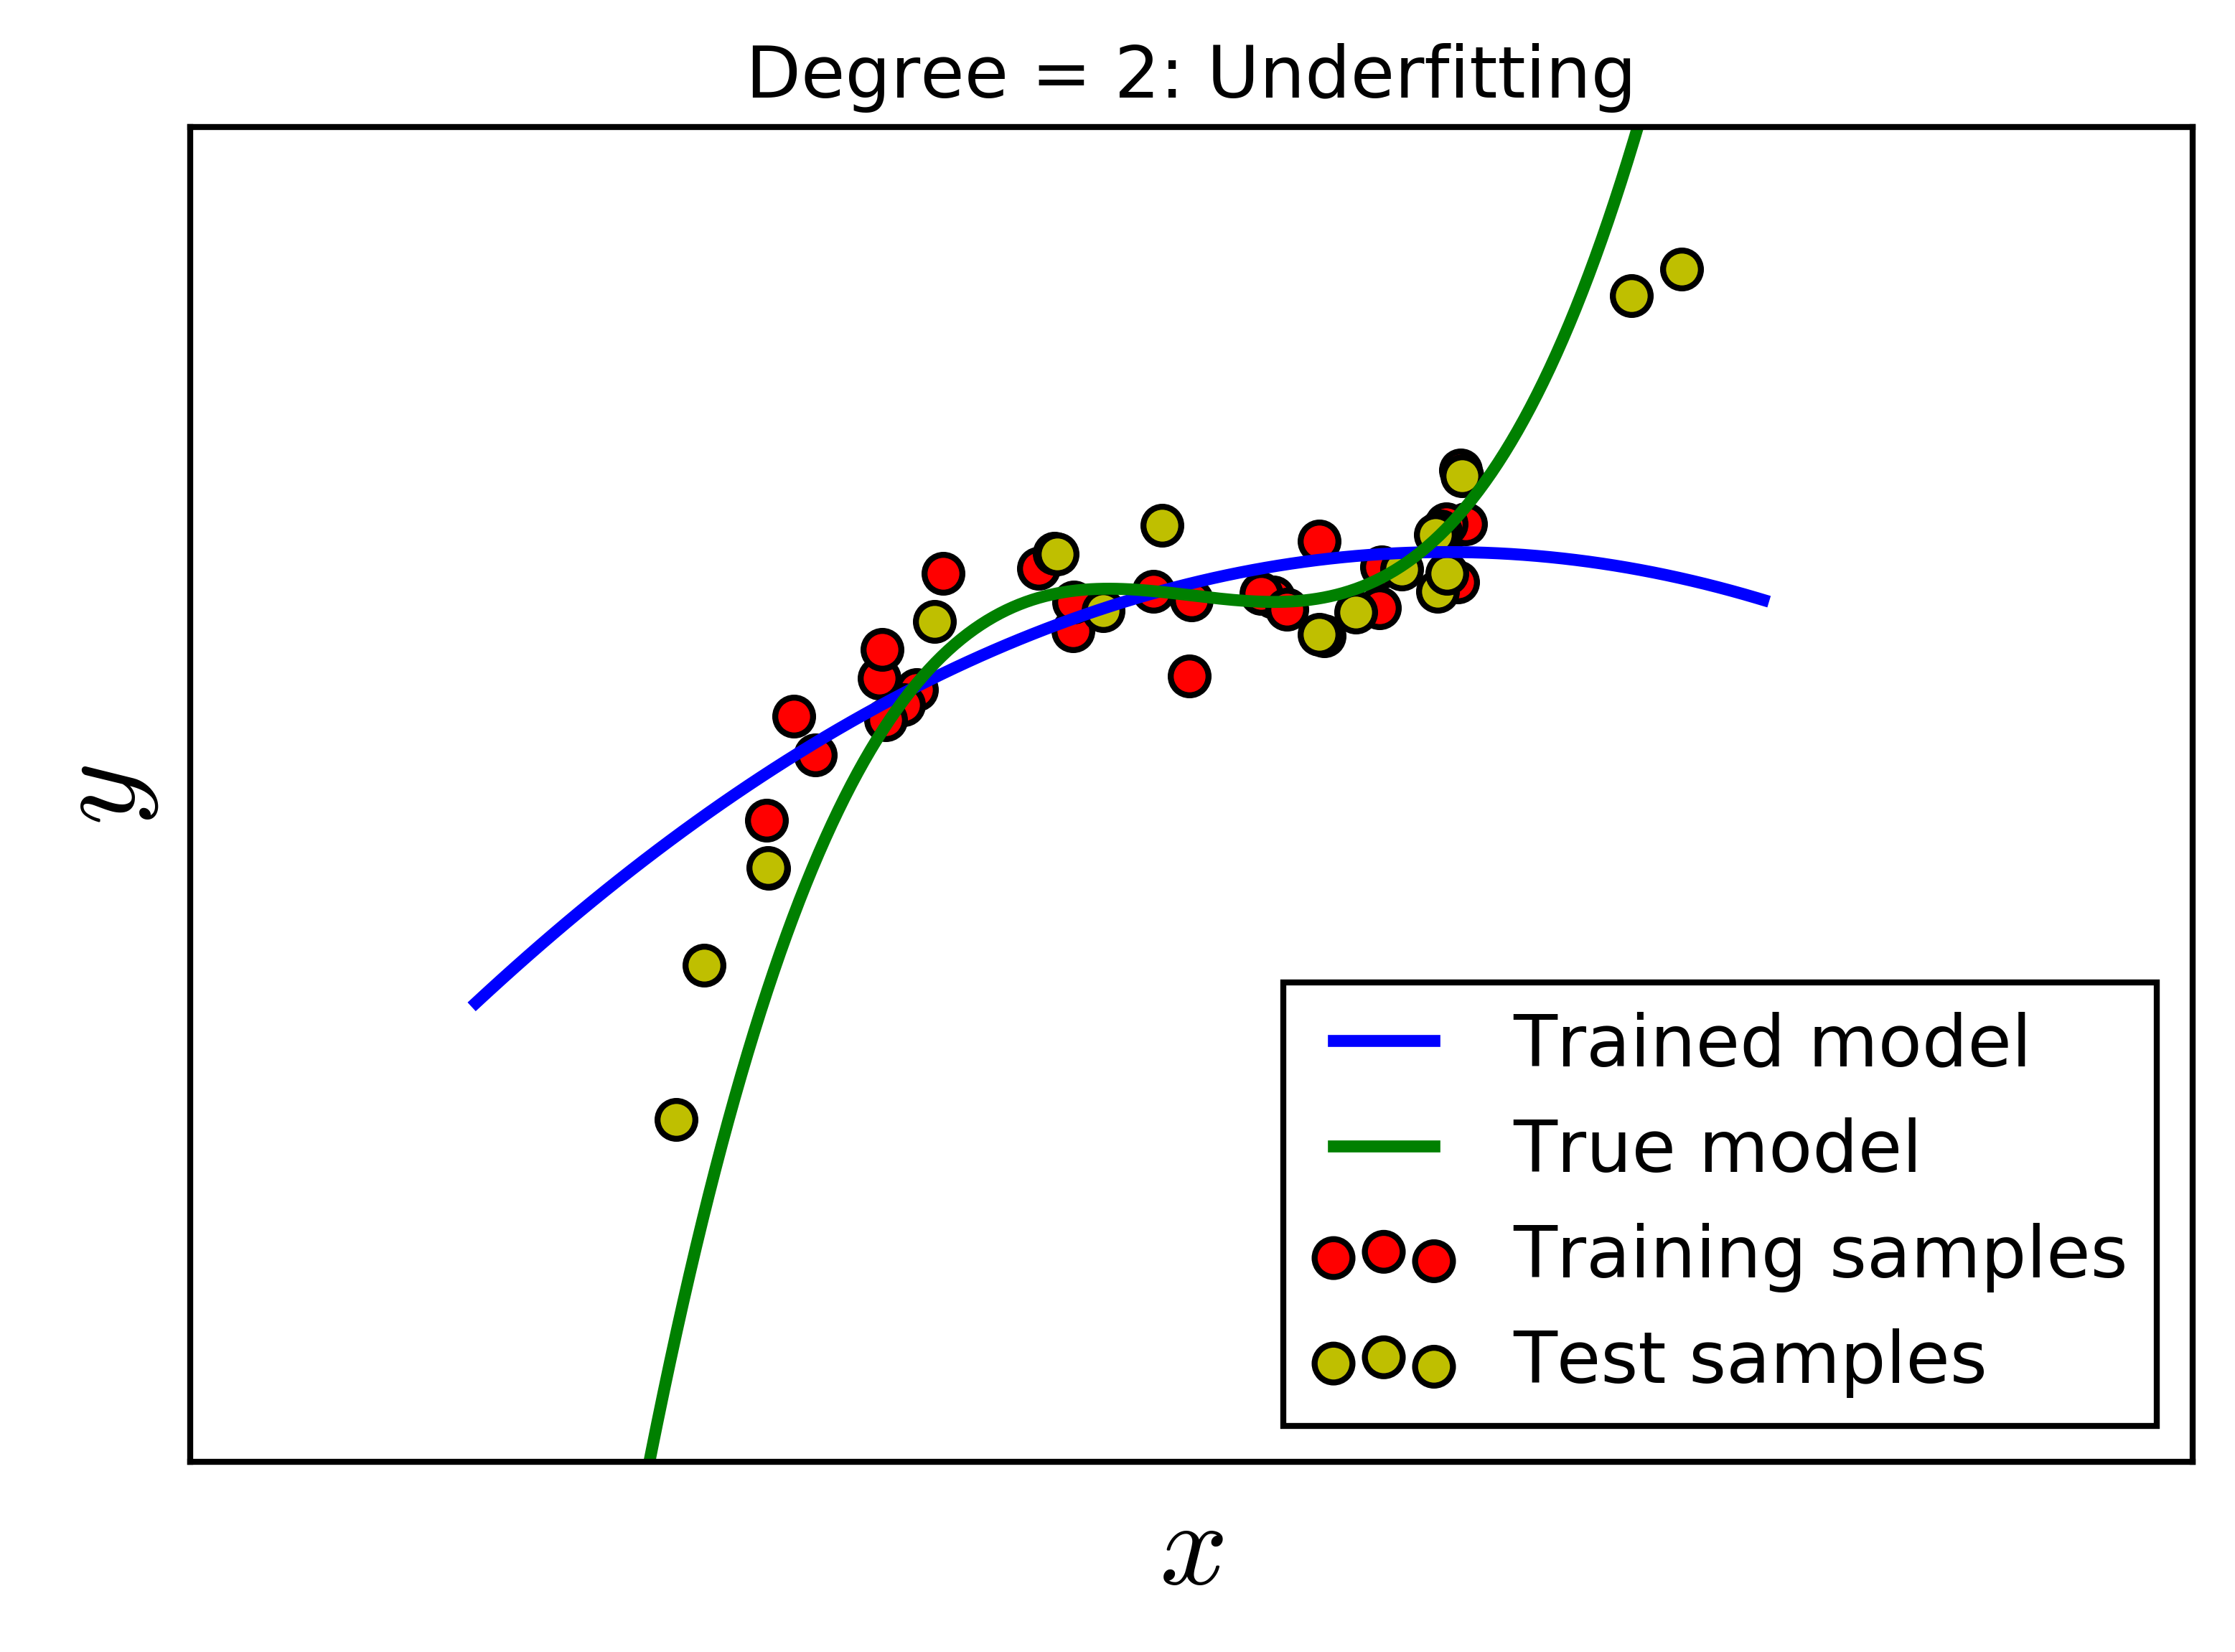 Degree = 2: Underfitting
y
Trained model
True model
Training samples
Test samples
x